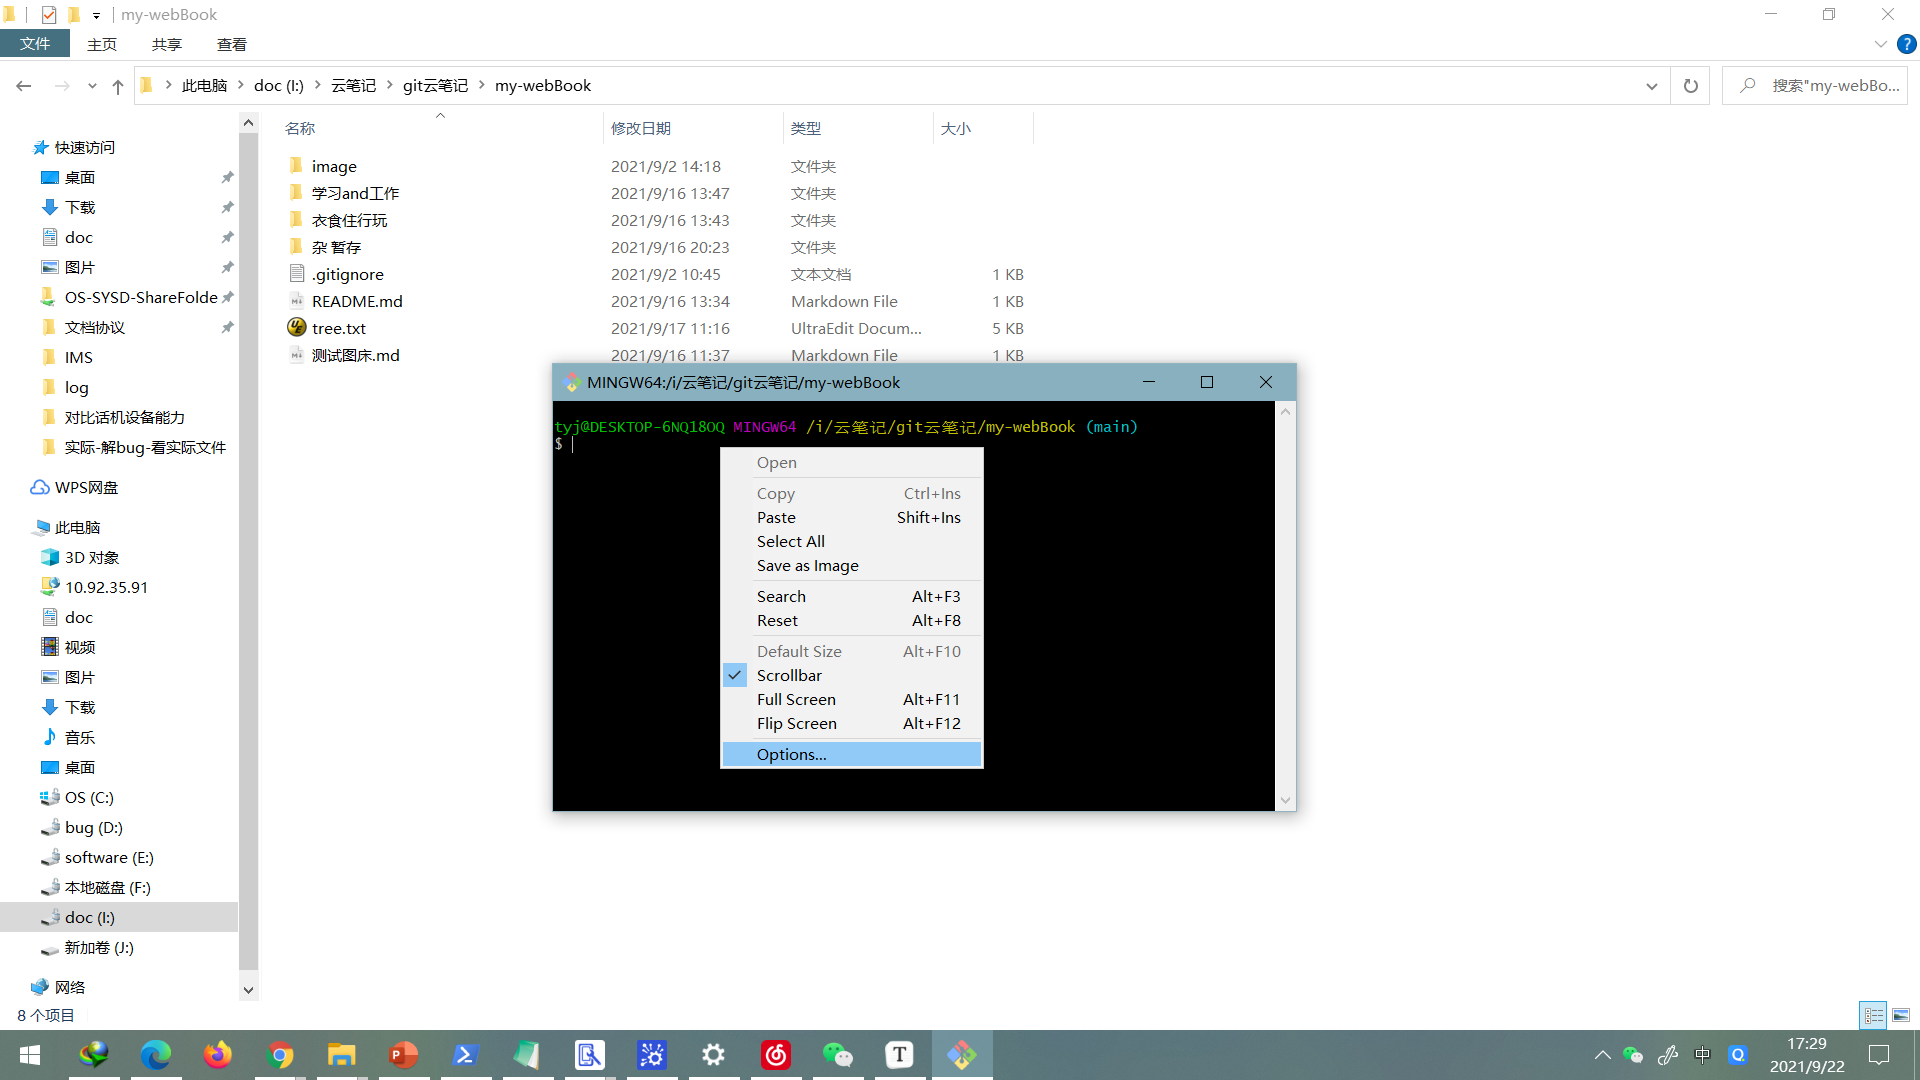 my-webBook
文件 主页 共享 查看
此电脑 doc (I:) 云笔记 git云笔记 my-webBook
搜索"my-webBo...
名称 修改日期 类型 大小
image 2021/9/2 14:18 文件夹
学习and工作 2021/9/16 13:47 文件夹
衣食住行玩 2021/9/16 13:43 文件夹
杂 暂存 2021/9/16 20:23 文件夹
.gitignore 2021/9/2 10:45 文本文档 1 KB
README.md 2021/9/16 13:34 Markdown File 1 KB
tree.txt 2021/9/17 11:16 UltraEdit Docum... 5 KB
测试图床.md 2021/9/16 11:37 Markdown File 1 KB
快速访问
桌面
下载
doc
图片
OS-SYSD-ShareFolde
文档协议
IMS
log
对比话机设备能力
实际-解bug-看实际文件
WPS网盘
此电脑
3D 对象
10.92.35.91
doc
视频
图片
下载
音乐
桌面
OS (C:)
bug (D:)
software (E:)
本地磁盘 (F:)
doc (I:)
新加卷 (J:)
网络
8 个项目
MINGW64:/i/云笔记/git云笔记/my-webBook
tyj@DESKTOP-6NQ18OQ MINGW64 /i/云笔记/git云笔记/my-webBook (main)
$
Open
Copy Ctrl+Ins
Paste Shift+Ins
Select All
Save as Image
Search Alt+F3
Reset Alt+F8
Default Size Alt+F10
Scrollbar
Full Screen Alt+F11
Flip Screen Alt+F12
Options...
中
17:29
2021/9/22